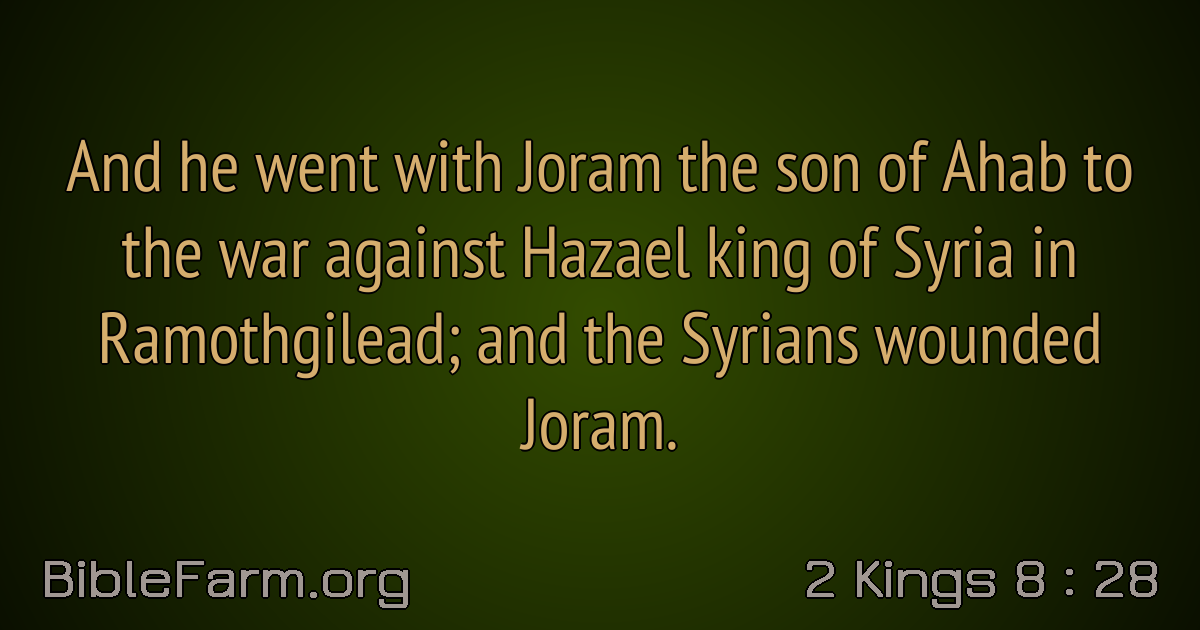 And he went with Joram the son of Ahab to
the war against Hazael king of Syria in
Ramothgilead; and the Syrians wounded
Joram.
BibleFarm.org
2 Kings 8 : 28